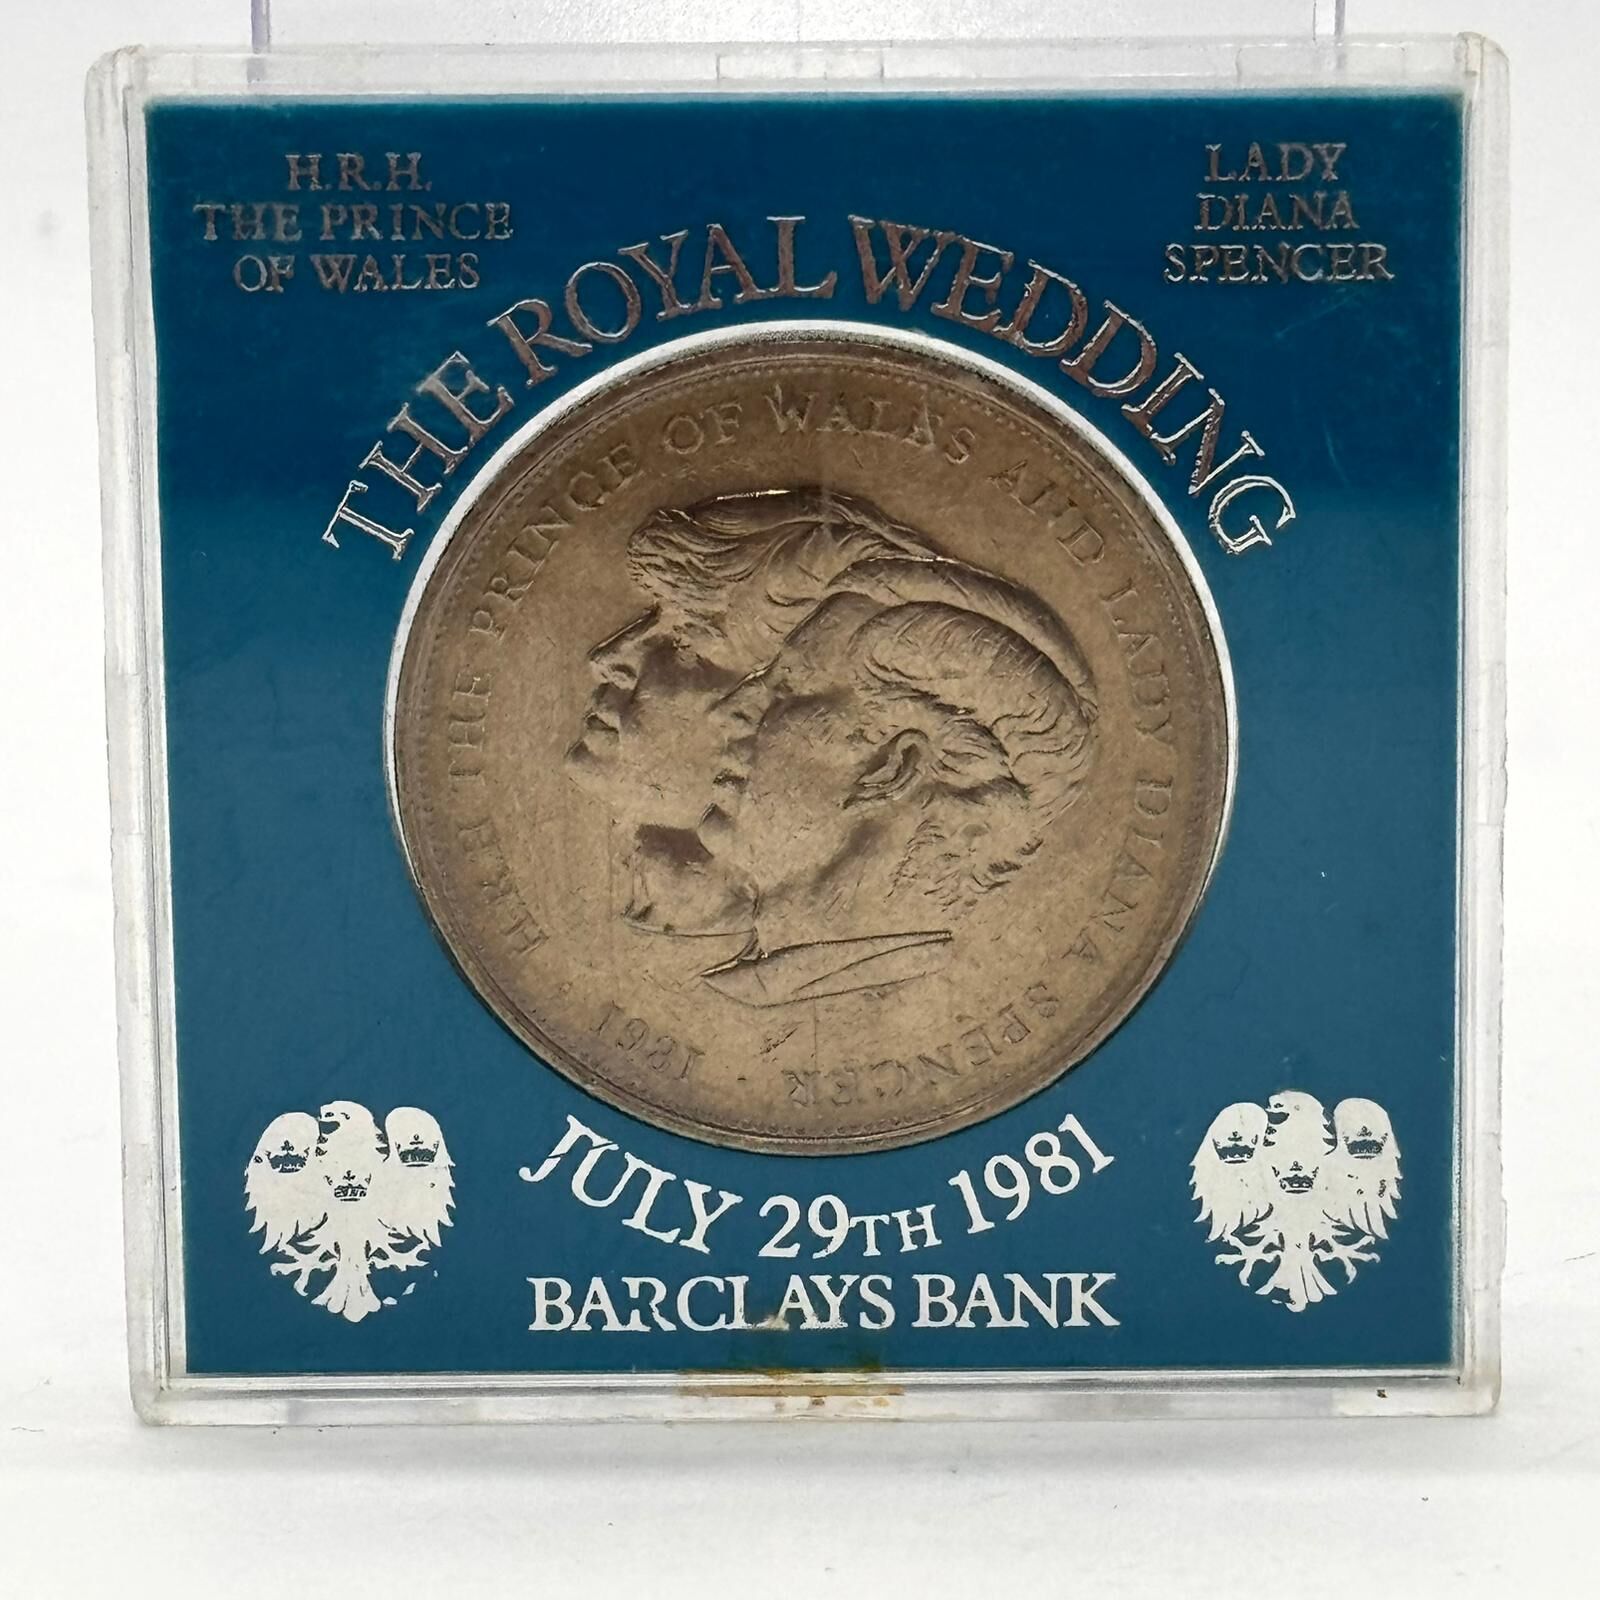 H.R.H.
THE PRINCE
OF WALES
LADY
DIANA
SPENCER
THE ROYAL WEDDING
H.R.H THE PRINCE OF WALES AND LADY DIANA SPENCER · 1981 ·
JULY 29TH 1981
BARCLAYS BANK